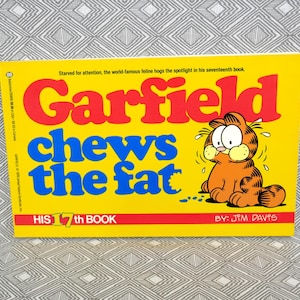 Starved for attention, the world-famous feline hogs the spotlight in his seventeenth book.
Garfield
chews
the fat
HIS 17th BOOK
BY: JIM DAVIS